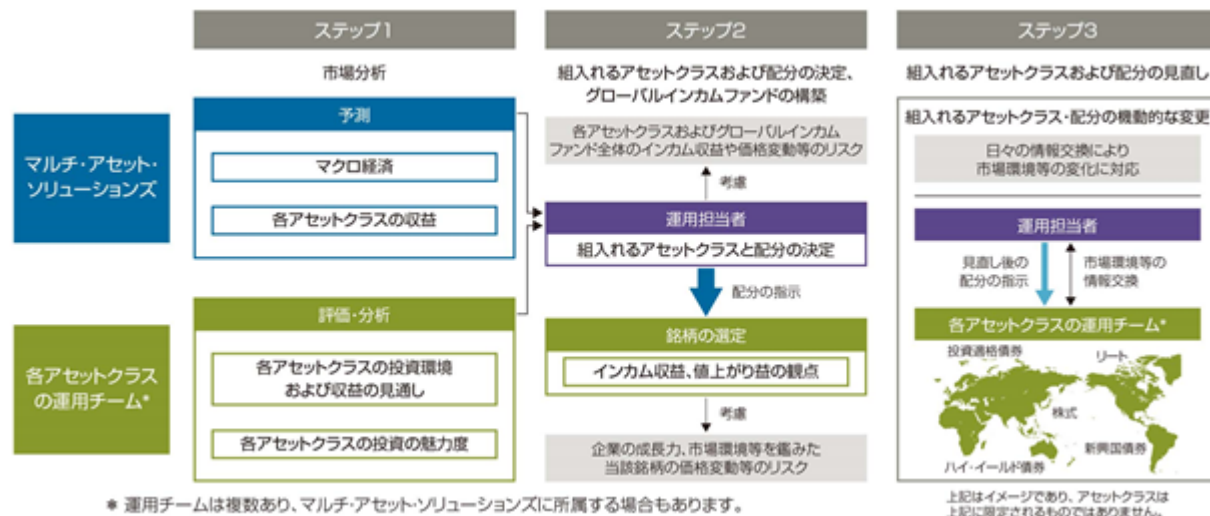 ステップ1
市場分析
マルチ・アセット・
ソリューションズ
予測
マクロ経済
各アセットクラスの収益
各アセットクラス
の運用チーム*
評価・分析
各アセットクラスの投資環境
および収益の見通し
各アセットクラスの投資の魅力度
ステップ2
組入れるアセットクラスおよび配分の決定、
グローバルインカムファンドの構築
各アセットクラスおよびグローバルインカム
ファンド全体のインカム収益や価格変動等のリスク
考慮
運用担当者
組入れるアセットクラスと配分の決定
配分の指示
銘柄の選定
インカム収益、値上がり益の観点
考慮
企業の成長力、市場環境等を鑑みた
当該銘柄の価格変動等のリスク
ステップ3
組入れるアセットクラスおよび配分の見直し
組入れるアセットクラス・配分の機動的な変更
日々の情報交換により
市場環境等の変化に対応
運用担当者
見直し後の
配分の指示
市場環境等の
情報交換
各アセットクラスの運用チーム*
投資適格債券
リート
株式
新興国債券
ハイ・イールド債券
上記はイメージであり、アセットクラスは
上記に限定されるものではありません。
* 運用チームは複数あり、マルチ・アセット・ソリューションズに所属する場合もあります。